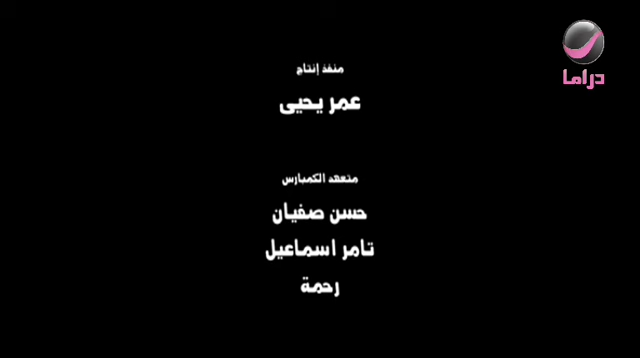 دراما
منفذ إنتاج
عمر يحيى
متعهد الكمبارس
حسن صفيان
تامر اسماعيل
رحمة